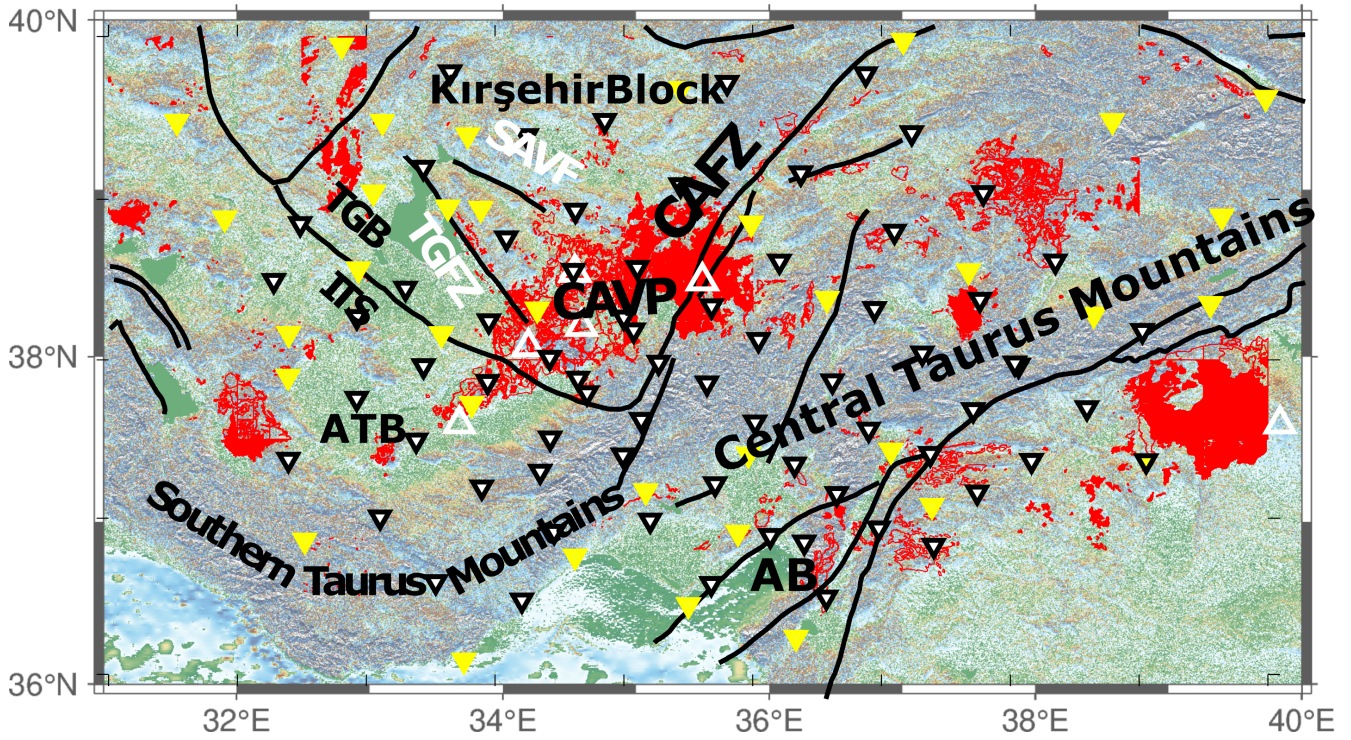 40°N
KırşehirBlock
SAVF
CAFZ
TGB
TGFZ
ITS
CAVP
Central Taurus Mountains
38°N
ATB
Southern Taurus Mountains
AB
36°N
32°E
34°E
36°E
38°E
40°E